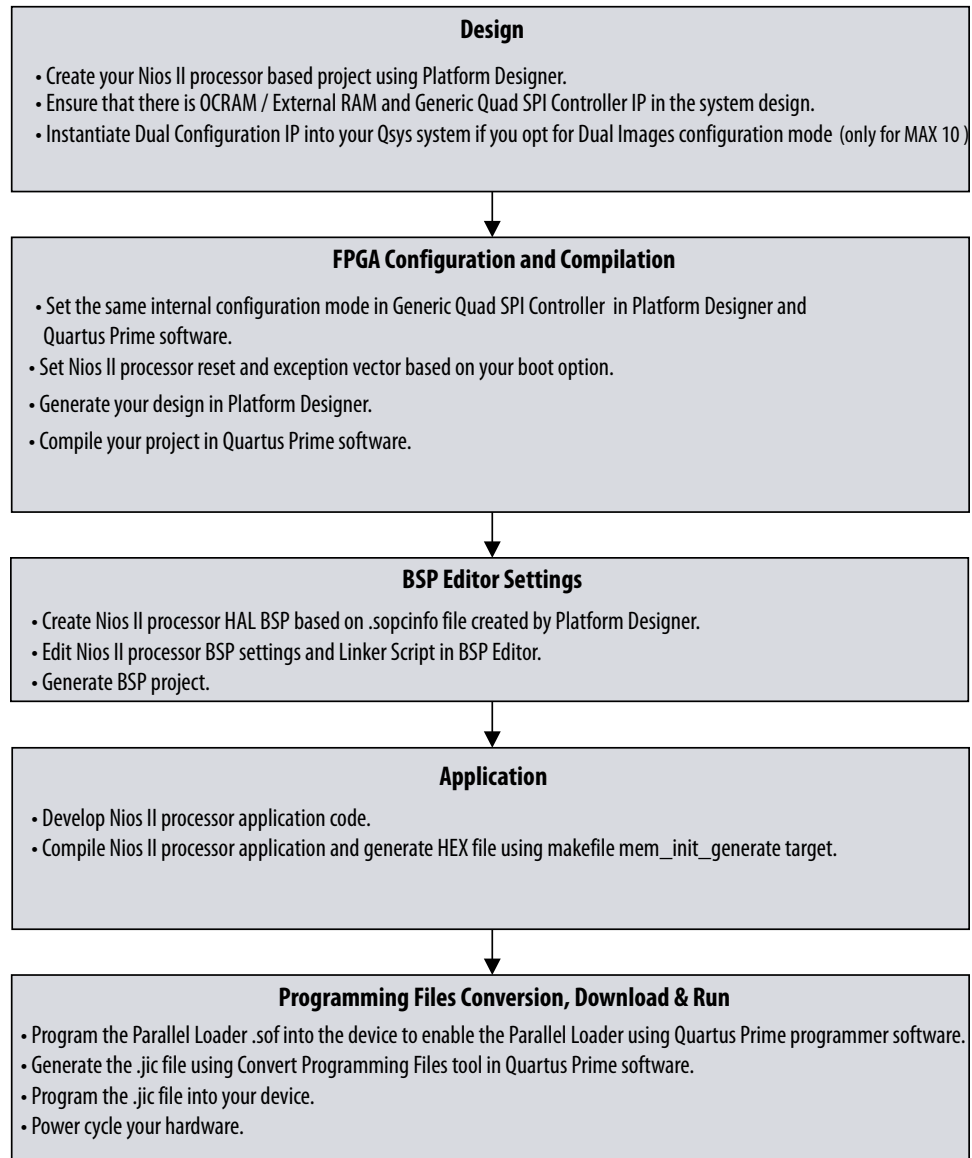 Design
• Create your Nios II processor based project using Platform Designer.
• Ensure that there is OCRAM / External RAM and Generic Quad SPI Controller IP in the system design.
• Instantiate Dual Configuration IP into your Qsys system if you opt for Dual Images configuration mode (only for MAX 10 )
FPGA Configuration and Compilation
• Set the same internal configuration mode in Generic Quad SPI Controller in Platform Designer and
Quartus Prime software.
• Set Nios II processor reset and exception vector based on your boot option.
• Generate your design in Platform Designer.
• Compile your project in Quartus Prime software.
BSP Editor Settings
• Create Nios II processor HAL BSP based on .sopcinfo file created by Platform Designer.
• Edit Nios II processor BSP settings and Linker Script in BSP Editor.
• Generate BSP project.
Application
• Develop Nios II processor application code.
• Compile Nios II processor application and generate HEX file using makefile mem_init_generate target.
Programming Files Conversion, Download & Run
• Program the Parallel Loader .sof into the device to enable the Parallel Loader using Quartus Prime programmer software.
• Generate the .jic file using Convert Programming Files tool in Quartus Prime software.
• Program the .jic file into your device.
• Power cycle your hardware.